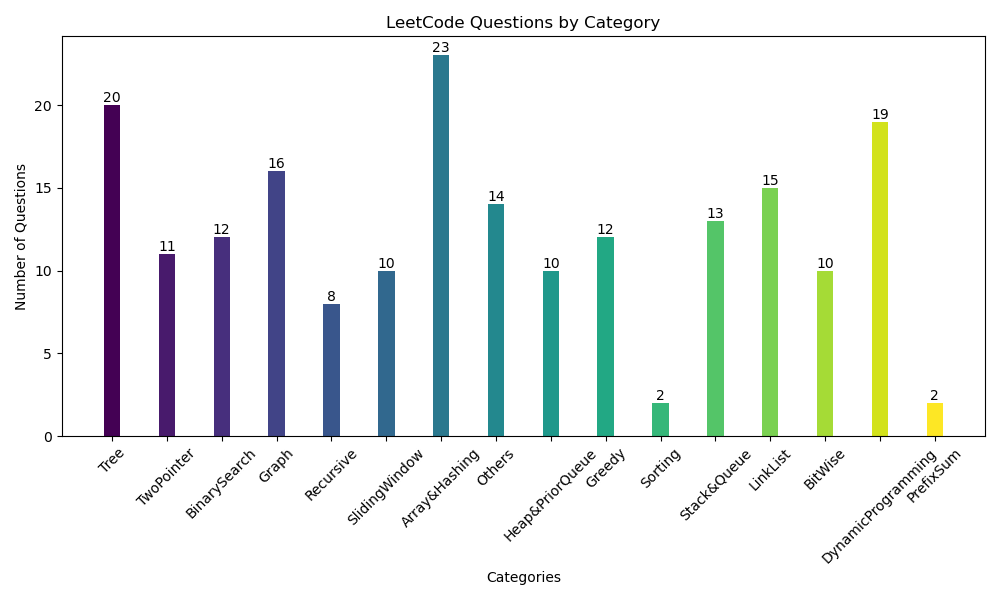 LeetCode Questions by Category
Number of Questions
20
15
10
5
0
20
11
12
16
8
10
23
14
10
12
2
13
15
10
19
2
Tree
TwoPointer
BinarySearch
Graph
Recursive
SlidingWindow
Array&Hashing
Others
Heap&PriorQueue
Greedy
Sorting
Stack&Queue
LinkList
BitWise
DynamicProgramming
PrefixSum
Categories